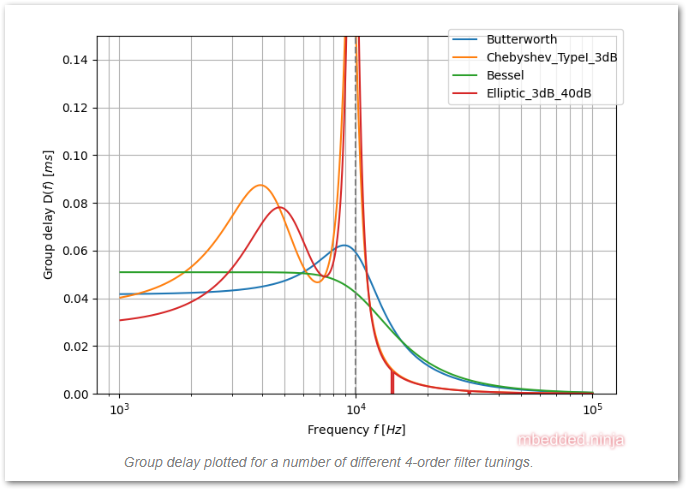 Butterworth
Chebyshev_TypeI_3dB
Bessel
Elliptic_3dB_40dB
0.14
0.12
0.10
0.08
0.06
0.04
0.02
0.00
Group delay D(f) [ms]
10³ 10⁴ 10⁵
Frequency f [Hz]
mbedded.ninja
Group delay plotted for a number of different 4-order filter tunings.